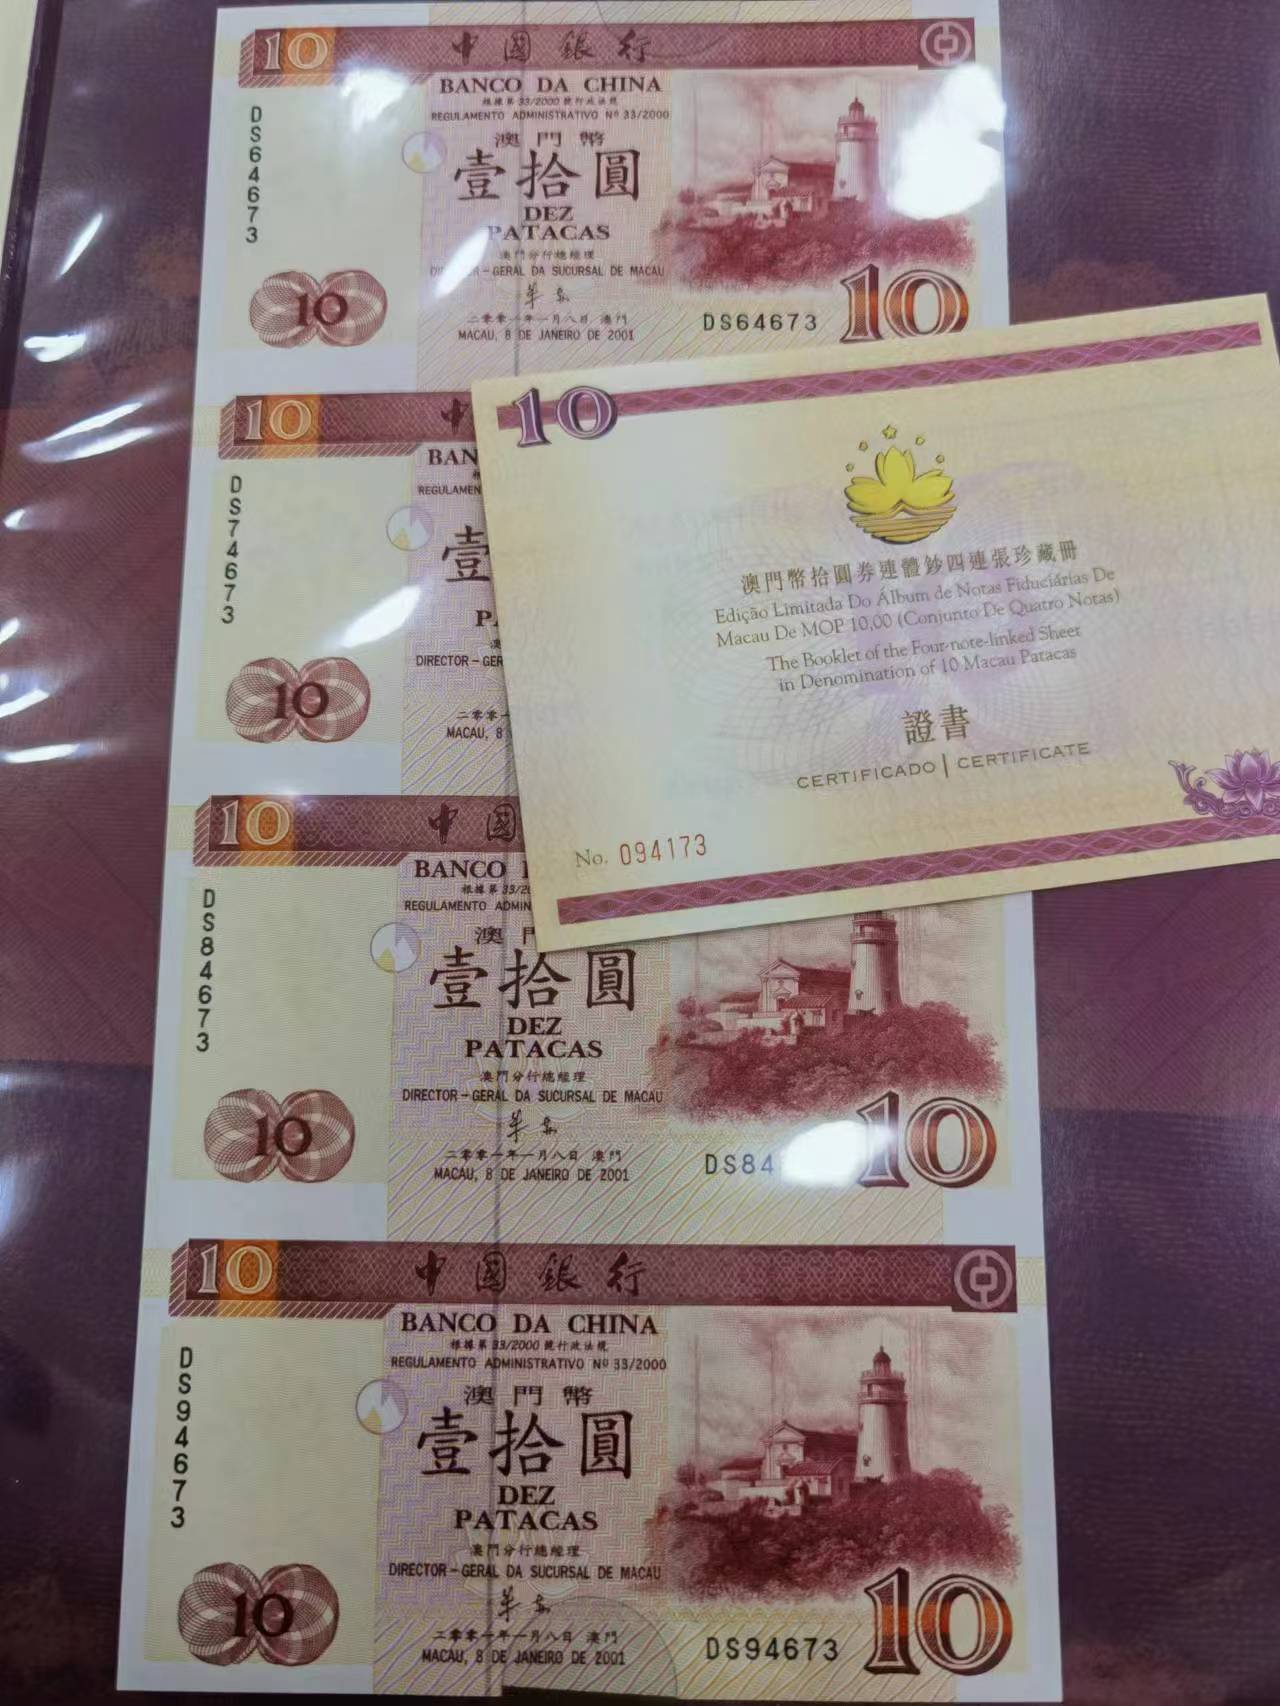 10 中國銀行
BANCO DA CHINA
根據第33/2000號行政法規
REGULAMENTO ADMINISTRATIVO Nº 33/2000
澳門幣
壹拾圓
DEZ
PATACAS
澳門分行總經理
-GERAL DA SUCURSAL DE MACAU
二零零一年一月八日 澳門
MACAU, 8 DE JANEIRO DE 2001
DS64673
10
DS64673
10
10 中
BAN
REGULAMEN
壹
DIRECTOR-GER
二零零一
MACAU, 8
DS74673
10
10
澳門幣拾圓券連體鈔四連張珍藏冊
Edição Limitada Do Álbum de Notas Fiduciárias De
Macau De MOP 10,00 (Conjunto De Quatro Notas)
The Booklet of the Four-note-linked Sheet
in Denomination of 10 Macau Patacas
證書
CERTIFICADO | CERTIFICATE
No. 094173
10 中國
BANCO D
根據第33/2
REGULAMENTO ADMIN
澳門
壹拾圓
DEZ
PATACAS
澳門分行總經理
DIRECTOR-GERAL DA SUCURSAL DE MACAU
二零零一年一月八日 澳門
MACAU, 8 DE JANEIRO DE 2001
DS84673
10
DS84
10
10 中國銀行
BANCO DA CHINA
根據第33/2000號行政法規
REGULAMENTO ADMINISTRATIVO Nº 33/2000
澳門幣
壹拾圓
DEZ
PATACAS
澳門分行總經理
DIRECTOR-GERAL DA SUCURSAL DE MACAU
二零零一年一月八日 澳門
MACAU, 8 DE JANEIRO DE 2001
DS94673
10
DS94673
10